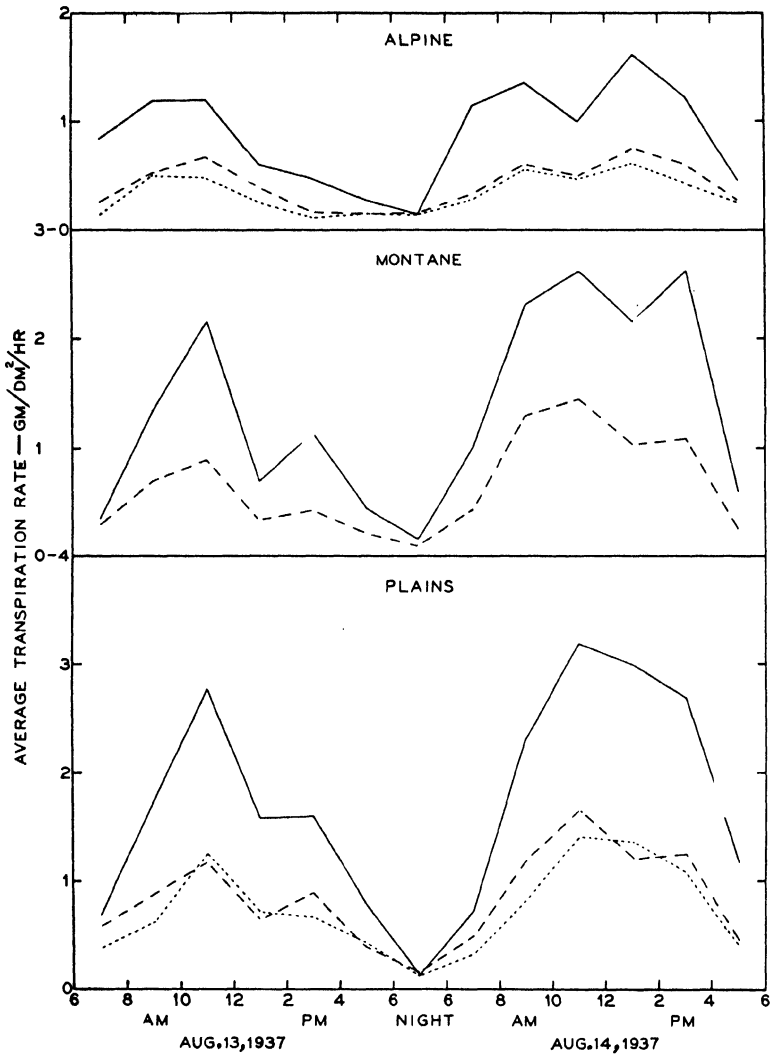 2
ALPINE
1
3-0
MONTANE
2
1
0-4
PLAINS
3
2
1
0
AVERAGE TRANSPIRATION RATE — GM/DM²/HR
6 8 10 12 2 4 6 6 8 10 12 2 4 6
AM PM NIGHT AM PM
AUG.13,1937 AUG.14,1937